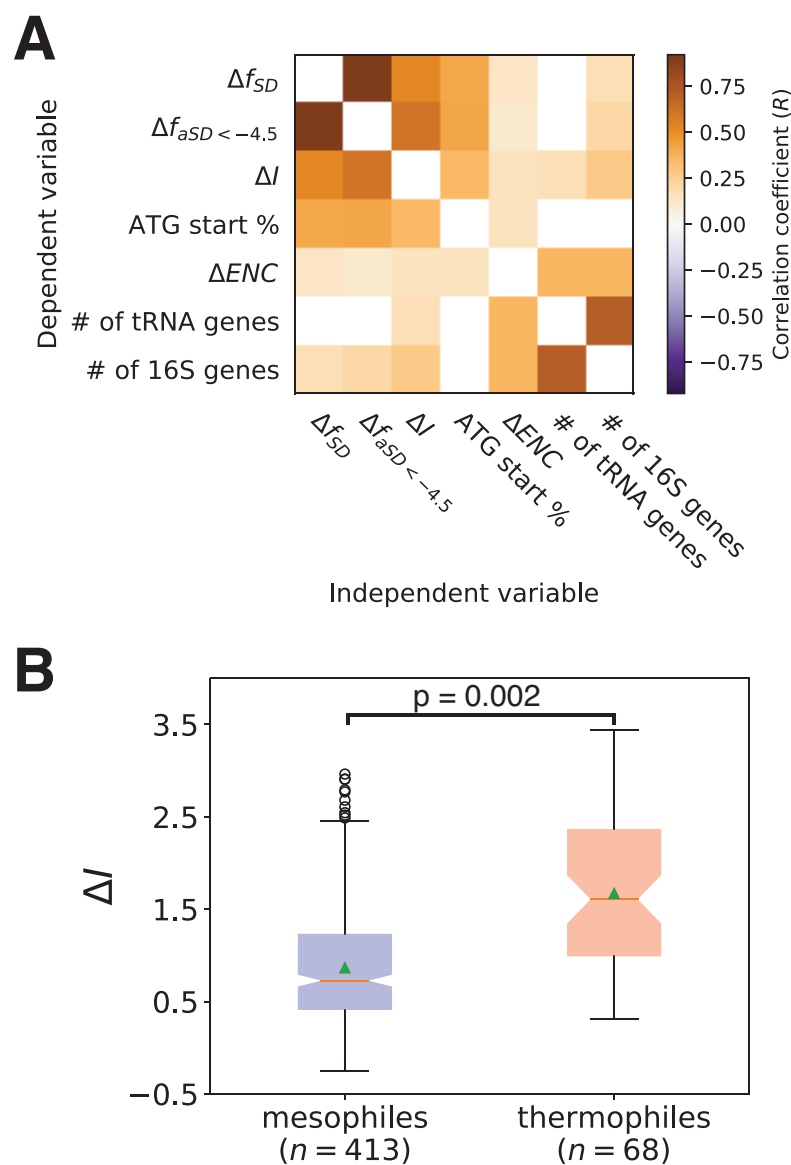 A
Dependent variable
Δf_SD
Δf_aSD < −4.5
ΔI
ATG start %
ΔENC
# of tRNA genes
# of 16S genes
Δf_SD
Δf_aSD < −4.5
ΔI
ATG start %
ΔENC
# of tRNA genes
# of 16S genes
Independent variable
0.75
0.50
0.25
0.00
−0.25
−0.50
−0.75
Correlation coefficient (R)
B
p = 0.002
ΔI
3.5
2.5
1.5
0.5
−0.5
mesophiles
(n = 413)
thermophiles
(n = 68)